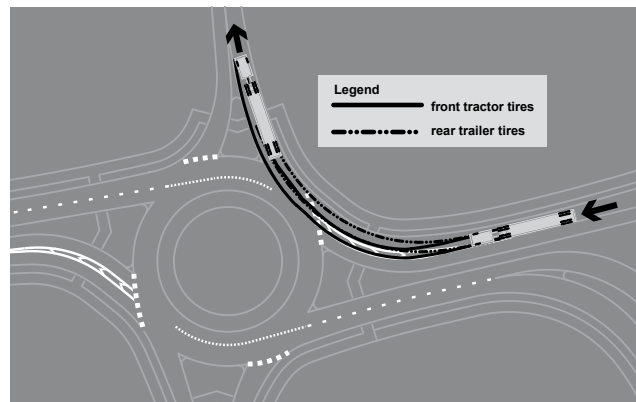 Legend
front tractor tires
rear trailer tires